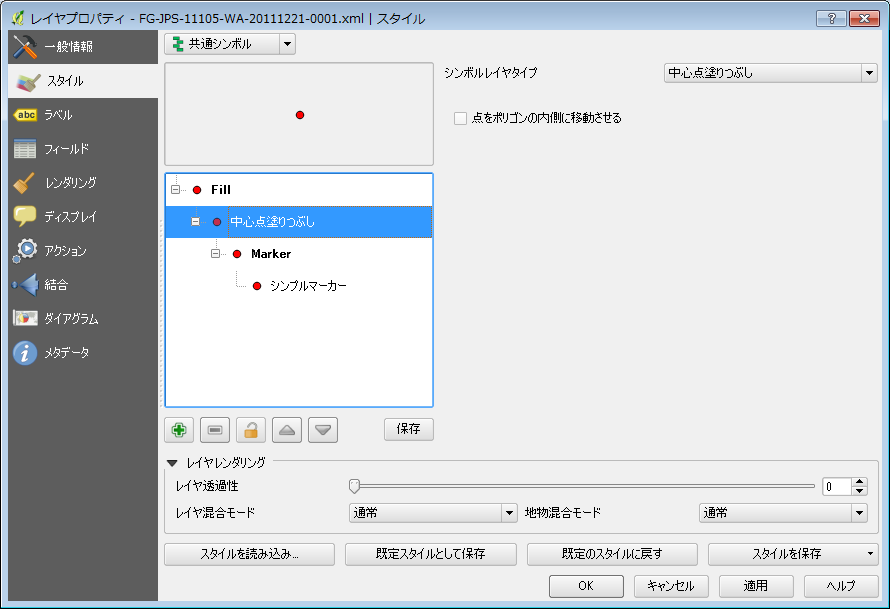 レイヤプロパティ - FG-JPS-11105-WA-20111221-0001.xml | スタイル
一般情報
スタイル
abc ラベル
フィールド
レンダリング
ディスプレイ
アクション
結合
ダイアグラム
メタデータ
共通シンボル
シンボルレイヤタイプ
中心点塗りつぶし
点をポリゴンの内側に移動させる
Fill
中心点塗りつぶし
Marker
シンプルマーカー
保存
レイヤレンダリング
レイヤ透過性
0
レイヤ混合モード
通常
地物混合モード
通常
スタイルを読み込み...
既定スタイルとして保存
既定のスタイルに戻す
スタイルを保存
OK
キャンセル
適用
ヘルプ